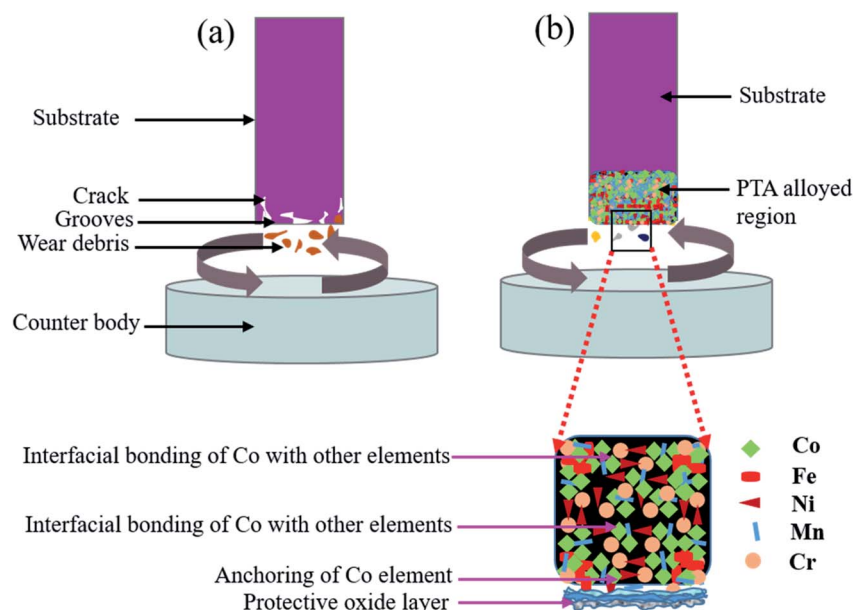 (a)
Substrate
Crack
Grooves
Wear debris
Counter body
(b)
Substrate
PTA alloyed
region
Interfacial bonding of Co with other elements
Interfacial bonding of Co with other elements
Anchoring of Co element
Protective oxide layer
Co
Fe
Ni
Mn
Cr